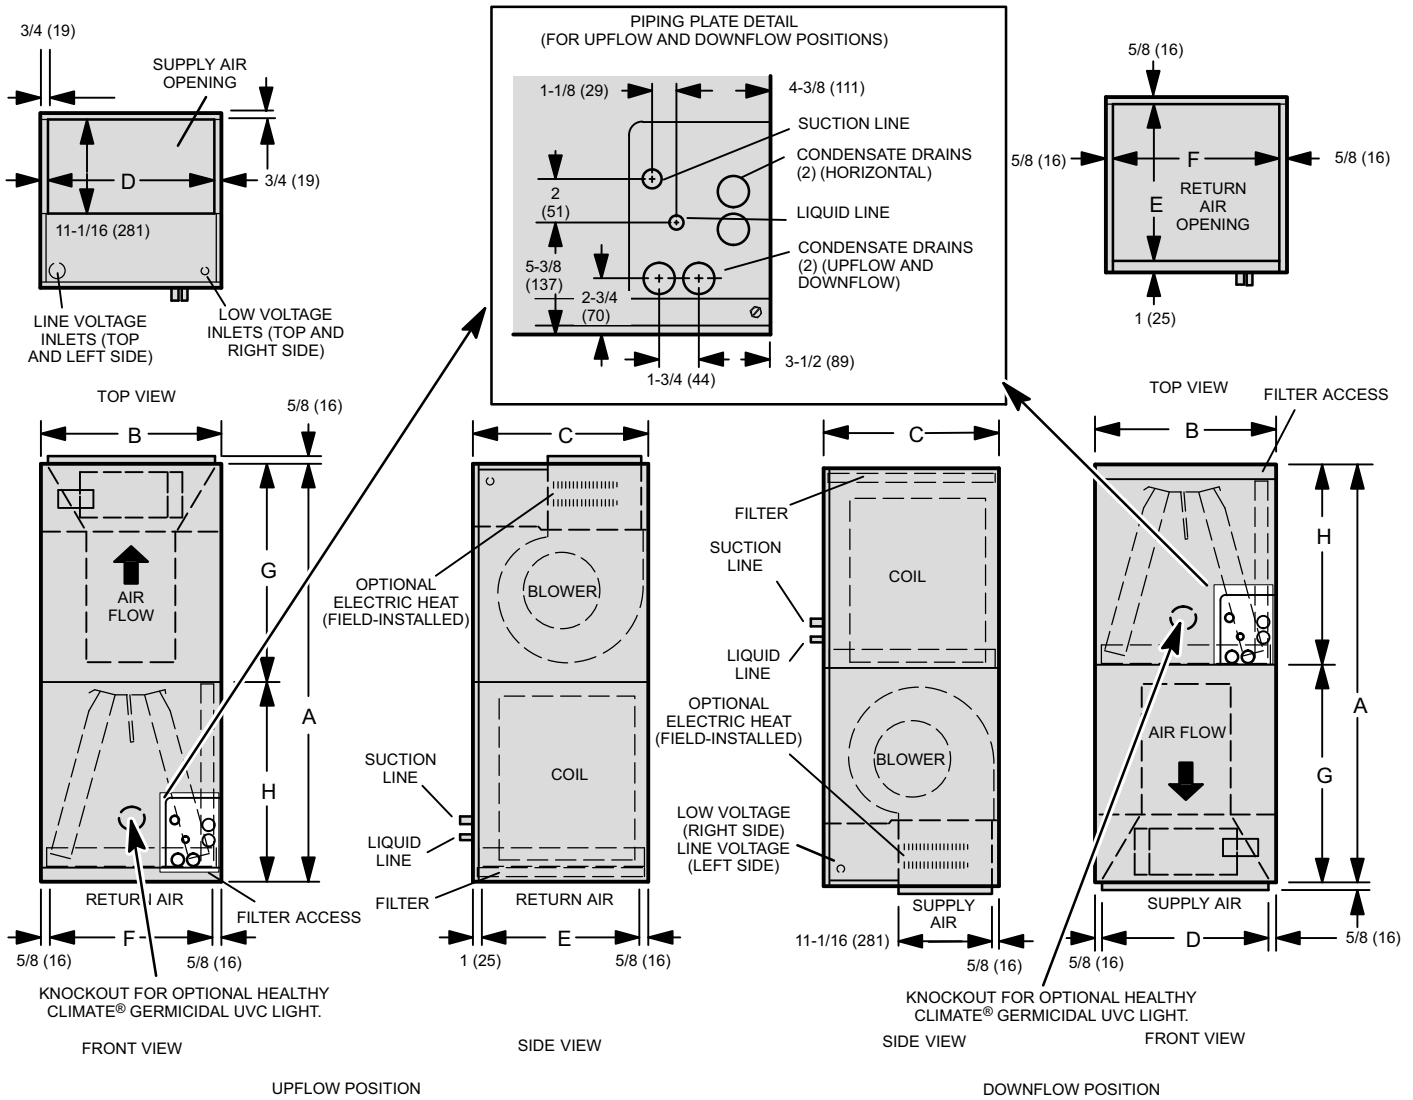 PIPING PLATE DETAIL
(FOR UPFLOW AND DOWNFLOW POSITIONS)
1-1/8 (29)
4-3/8 (111)
SUCTION LINE
CONDENSATE DRAINS
(2) (HORIZONTAL)
2
(51)
LIQUID LINE
CONDENSATE DRAINS
(2) (UPFLOW AND
DOWNFLOW)
5-3/8
(137)
2-3/4
(70)
3-1/2 (89)
1-3/4 (44)
3/4 (19)
SUPPLY AIR
OPENING
D
3/4 (19)
11-1/16 (281)
LINE VOLTAGE
INLETS (TOP
AND LEFT SIDE)
LOW VOLTAGE
INLETS (TOP AND
RIGHT SIDE)
TOP VIEW
5/8 (16)
B
G
A
AIR
FLOW
H
RETURN AIR
FILTER ACCESS
F
5/8 (16)
5/8 (16)
KNOCKOUT FOR OPTIONAL HEALTHY
CLIMATE® GERMICIDAL UVC LIGHT.
FRONT VIEW
C
OPTIONAL
ELECTRIC HEAT
(FIELD-INSTALLED)
BLOWER
COIL
SUCTION
LINE
LIQUID
LINE
FILTER
RETURN AIR
E
1 (25)
5/8 (16)
SIDE VIEW
UPFLOW POSITION
5/8 (16)
5/8 (16)
F
5/8 (16)
E
RETURN
AIR
OPENING
1 (25)
TOP VIEW
C
FILTER
SUCTION
LINE
COIL
LIQUID
LINE
OPTIONAL
ELECTRIC HEAT
(FIELD-INSTALLED)
BLOWER
LOW VOLTAGE
(RIGHT SIDE)
LINE VOLTAGE
(LEFT SIDE)
SUPPLY
AIR
11-1/16 (281)
5/8 (16)
SIDE VIEW
FILTER ACCESS
B
H
A
G
AIR FLOW
SUPPLY AIR
D
5/8 (16)
5/8 (16)
KNOCKOUT FOR OPTIONAL HEALTHY
CLIMATE® GERMICIDAL UVC LIGHT.
FRONT VIEW
DOWNFLOW POSITION